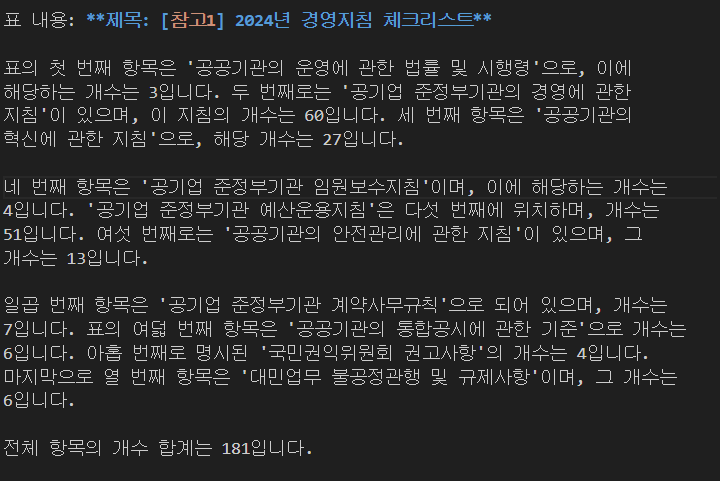 표 내용: **제목: [참고1] 2024년 경영지침 체크리스트**
표의 첫 번째 항목은 '공공기관의 운영에 관한 법률 및 시행령'으로, 이에
해당하는 개수는 3입니다. 두 번째로는 '공기업 준정부기관의 경영에 관한
지침'이 있으며, 이 지침의 개수는 60입니다. 세 번째 항목은 '공공기관의
혁신에 관한 지침'으로, 해당 개수는 27입니다.
네 번째 항목은 '공기업 준정부기관 임원보수지침'이며, 이에 해당하는 개수는
4입니다. '공기업 준정부기관 예산운용지침'은 다섯 번째에 위치하며, 개수는
51입니다. 여섯 번째로는 '공공기관의 안전관리에 관한 지침'이 있으며, 그
개수는 13입니다.
일곱 번째 항목은 '공기업 준정부기관 계약사무규칙'으로 되어 있으며, 개수는
7입니다. 표의 여덟 번째 항목은 '공공기관의 통합공시에 관한 기준'으로 개수는
6입니다. 아홉 번째로 명시된 '국민권익위원회 권고사항'의 개수는 4입니다.
마지막으로 열 번째 항목은 '대민업무 불공정관행 및 규제사항'이며, 그 개수는
6입니다.
전체 항목의 개수 합계는 181입니다.